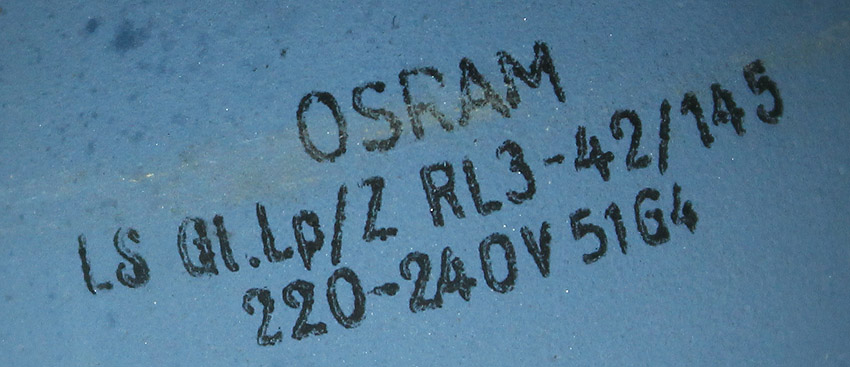 OSRAM
LS Gl.Lp/Z RL3-42/145
220-240V 51G4